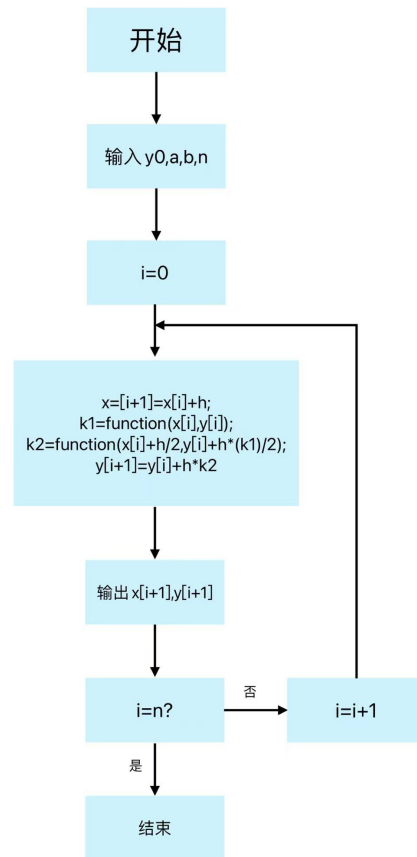 开始
输入 y0,a,b,n
i=0
x=[i+1]=x[i]+h;
k1=function(x[i],y[i]);
k2=function(x[i]+h/2,y[i]+h*(k1)/2);
y[i+1]=y[i]+h*k2
输出 x[i+1],y[i+1]
i=n?
否
i=i+1
是
结束